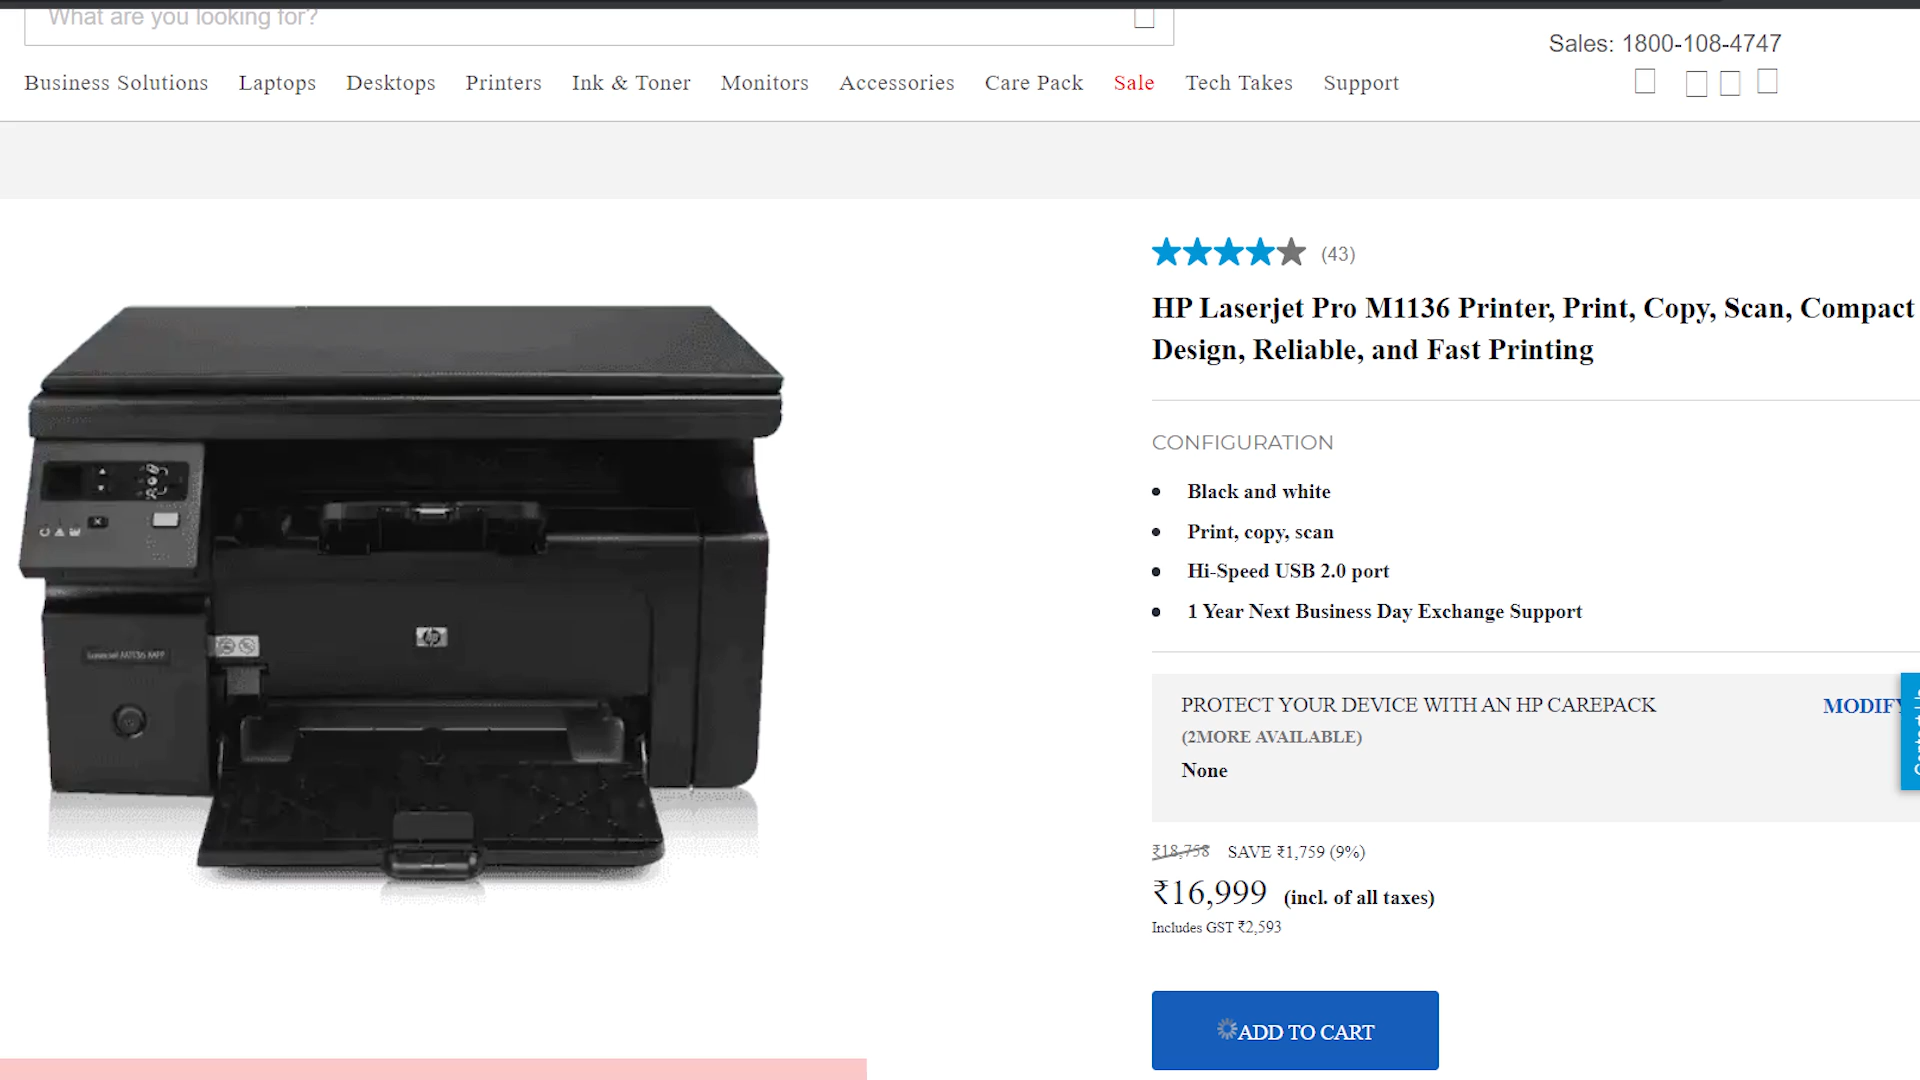 What are you looking for?
Sales: 1800-108-4747
Business Solutions Laptops Desktops Printers Ink & Toner Monitors Accessories Care Pack Sale Tech Takes Support
(43)
HP Laserjet Pro M1136 Printer, Print, Copy, Scan, Compact
Design, Reliable, and Fast Printing
CONFIGURATION
Black and white
Print, copy, scan
Hi-Speed USB 2.0 port
1 Year Next Business Day Exchange Support
PROTECT YOUR DEVICE WITH AN HP CAREPACK
MODIFY
(2MORE AVAILABLE)
None
₹18,758 SAVE ₹1,759 (9%)
₹16,999 (incl. of all taxes)
Includes GST ₹2,593
ADD TO CART
hp
LaserJet M1136 MFP